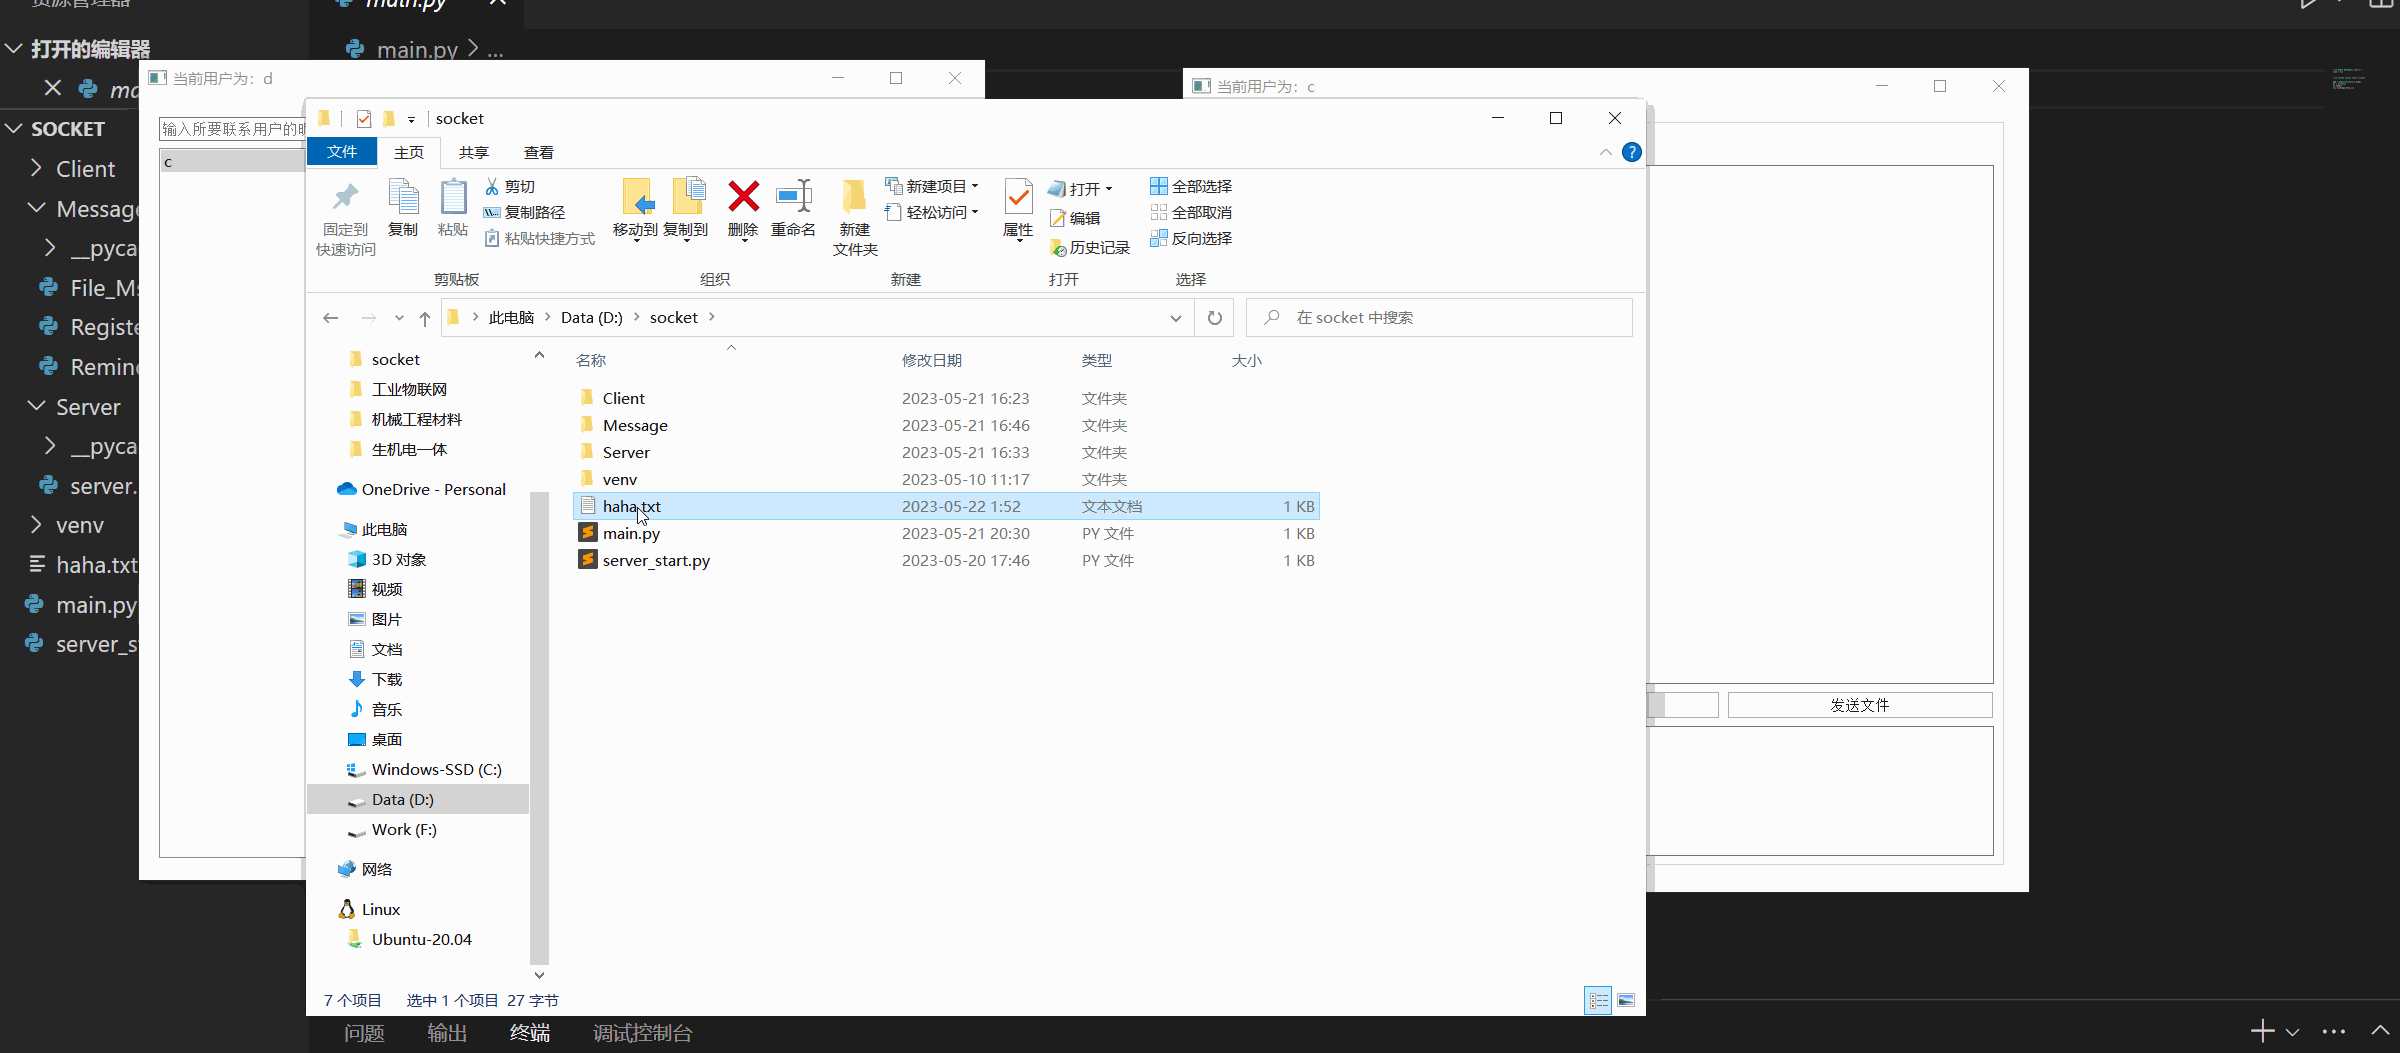 资源管理器
main.py
打开的编辑器
main.py > ...
ma
SOCKET
Client
Message
__pyca
File_Ms
Registe
Remin
Server
__pyca
server.
venv
haha.txt
main.py
server_s
当前用户为：d
输入所要联系用户的
c
当前用户为：c
发送文件
socket
文件 主页 共享 查看
固定到
快速访问
复制
粘贴
剪切
复制路径
粘贴快捷方式
剪贴板
移动到 复制到 删除 重命名
组织
新建
文件夹
新建项目
轻松访问
新建
属性
打开
编辑
历史记录
打开
全部选择
全部取消
反向选择
选择
此电脑 > Data (D:) > socket >
在 socket 中搜索
socket
工业物联网
机械工程材料
生机电一体
OneDrive - Personal
此电脑
3D 对象
视频
图片
文档
下载
音乐
桌面
Windows-SSD (C:)
Data (D:)
Work (F:)
网络
Linux
Ubuntu-20.04
名称 修改日期 类型 大小
Client 2023-05-21 16:23 文件夹
Message 2023-05-21 16:46 文件夹
Server 2023-05-21 16:33 文件夹
venv 2023-05-10 11:17 文件夹
haha.txt 2023-05-22 1:52 文本文档 1 KB
main.py 2023-05-21 20:30 PY 文件 1 KB
server_start.py 2023-05-20 17:46 PY 文件 1 KB
7 个项目 选中 1 个项目 27 字节
问题 输出 终端 调试控制台